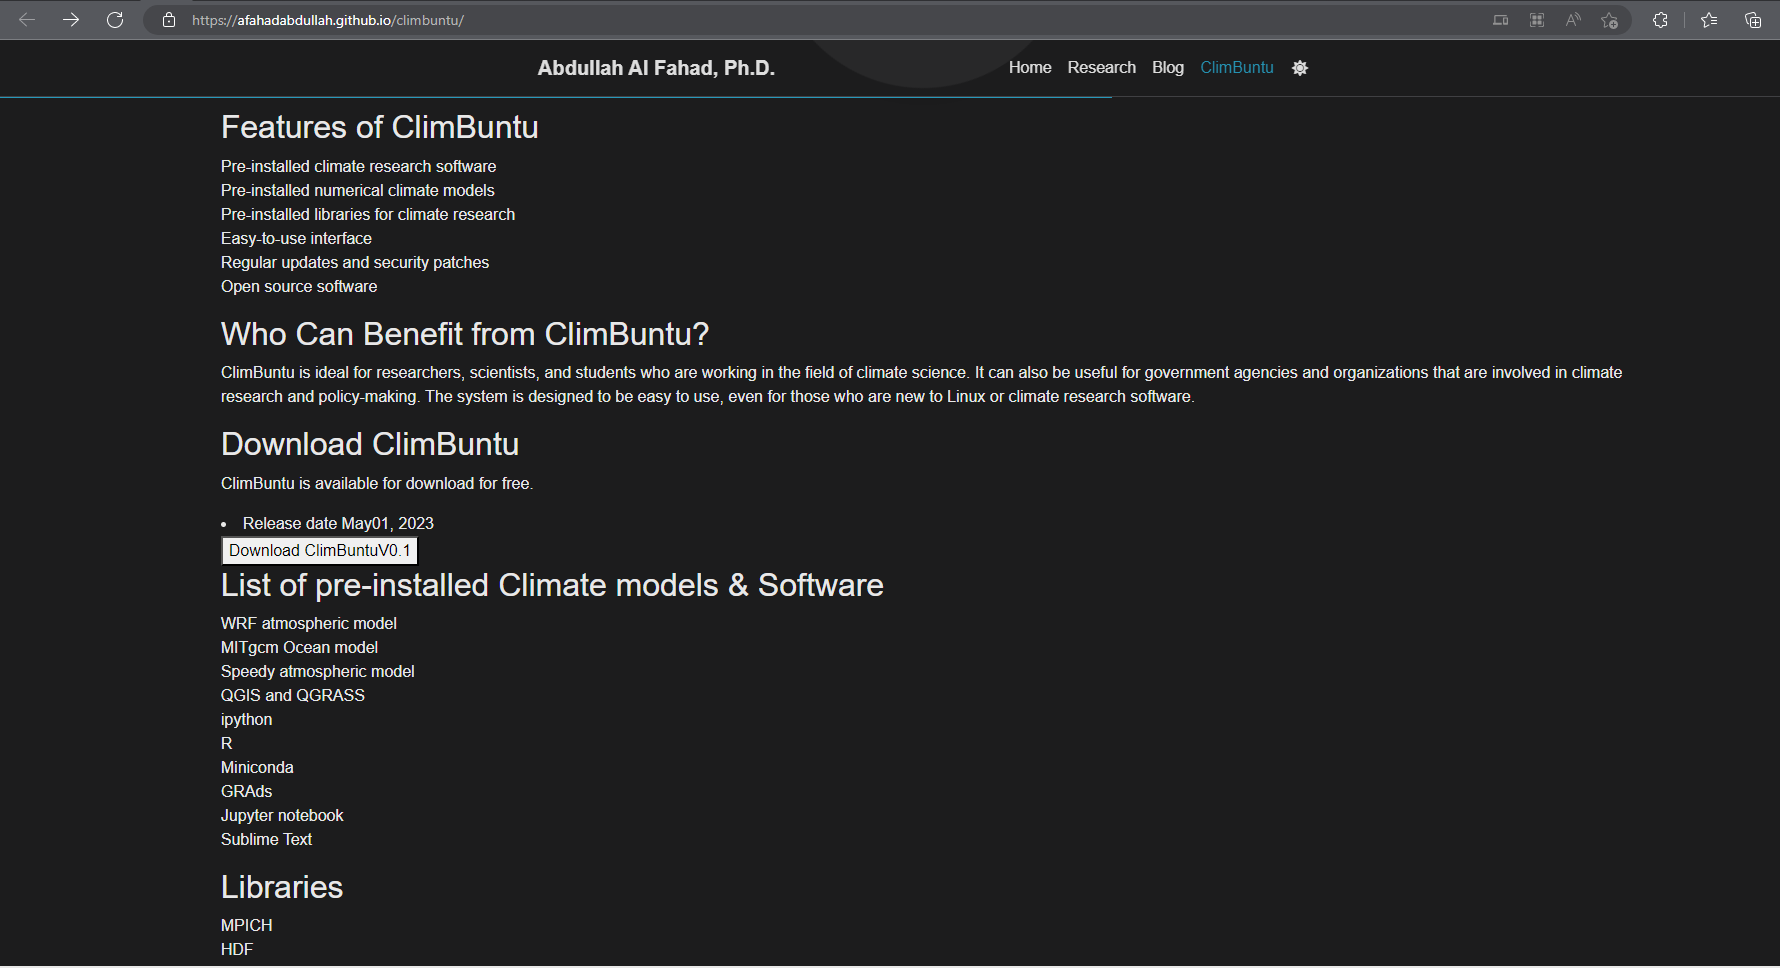 https://afahadabdullah.github.io/climbuntu/
Abdullah Al Fahad, Ph.D.
Home Research Blog ClimBuntu
Features of ClimBuntu
Pre-installed climate research software
Pre-installed numerical climate models
Pre-installed libraries for climate research
Easy-to-use interface
Regular updates and security patches
Open source software
Who Can Benefit from ClimBuntu?
ClimBuntu is ideal for researchers, scientists, and students who are working in the field of climate science. It can also be useful for government agencies and organizations that are involved in climate
research and policy-making. The system is designed to be easy to use, even for those who are new to Linux or climate research software.
Download ClimBuntu
ClimBuntu is available for download for free.
• Release date May01, 2023
Download ClimBuntuV0.1
List of pre-installed Climate models & Software
WRF atmospheric model
MITgcm Ocean model
Speedy atmospheric model
QGIS and QGRASS
ipython
R
Miniconda
GRAds
Jupyter notebook
Sublime Text
Libraries
MPICH
HDF